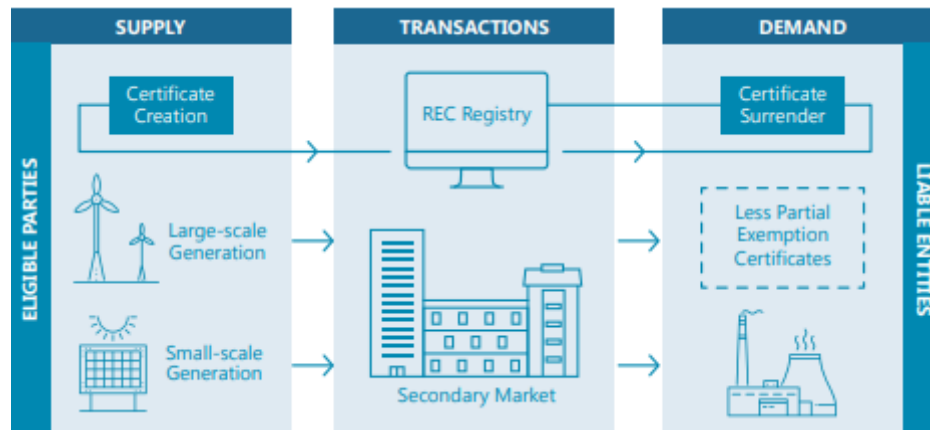 SUPPLY
TRANSACTIONS
DEMAND
ELIGIBLE PARTIES
Certificate
Creation
REC Registry
Certificate
Surrender
LIABLE ENTITIES
Large-scale
Generation
Less Partial
Exemption
Certificates
Small-scale
Generation
Secondary Market